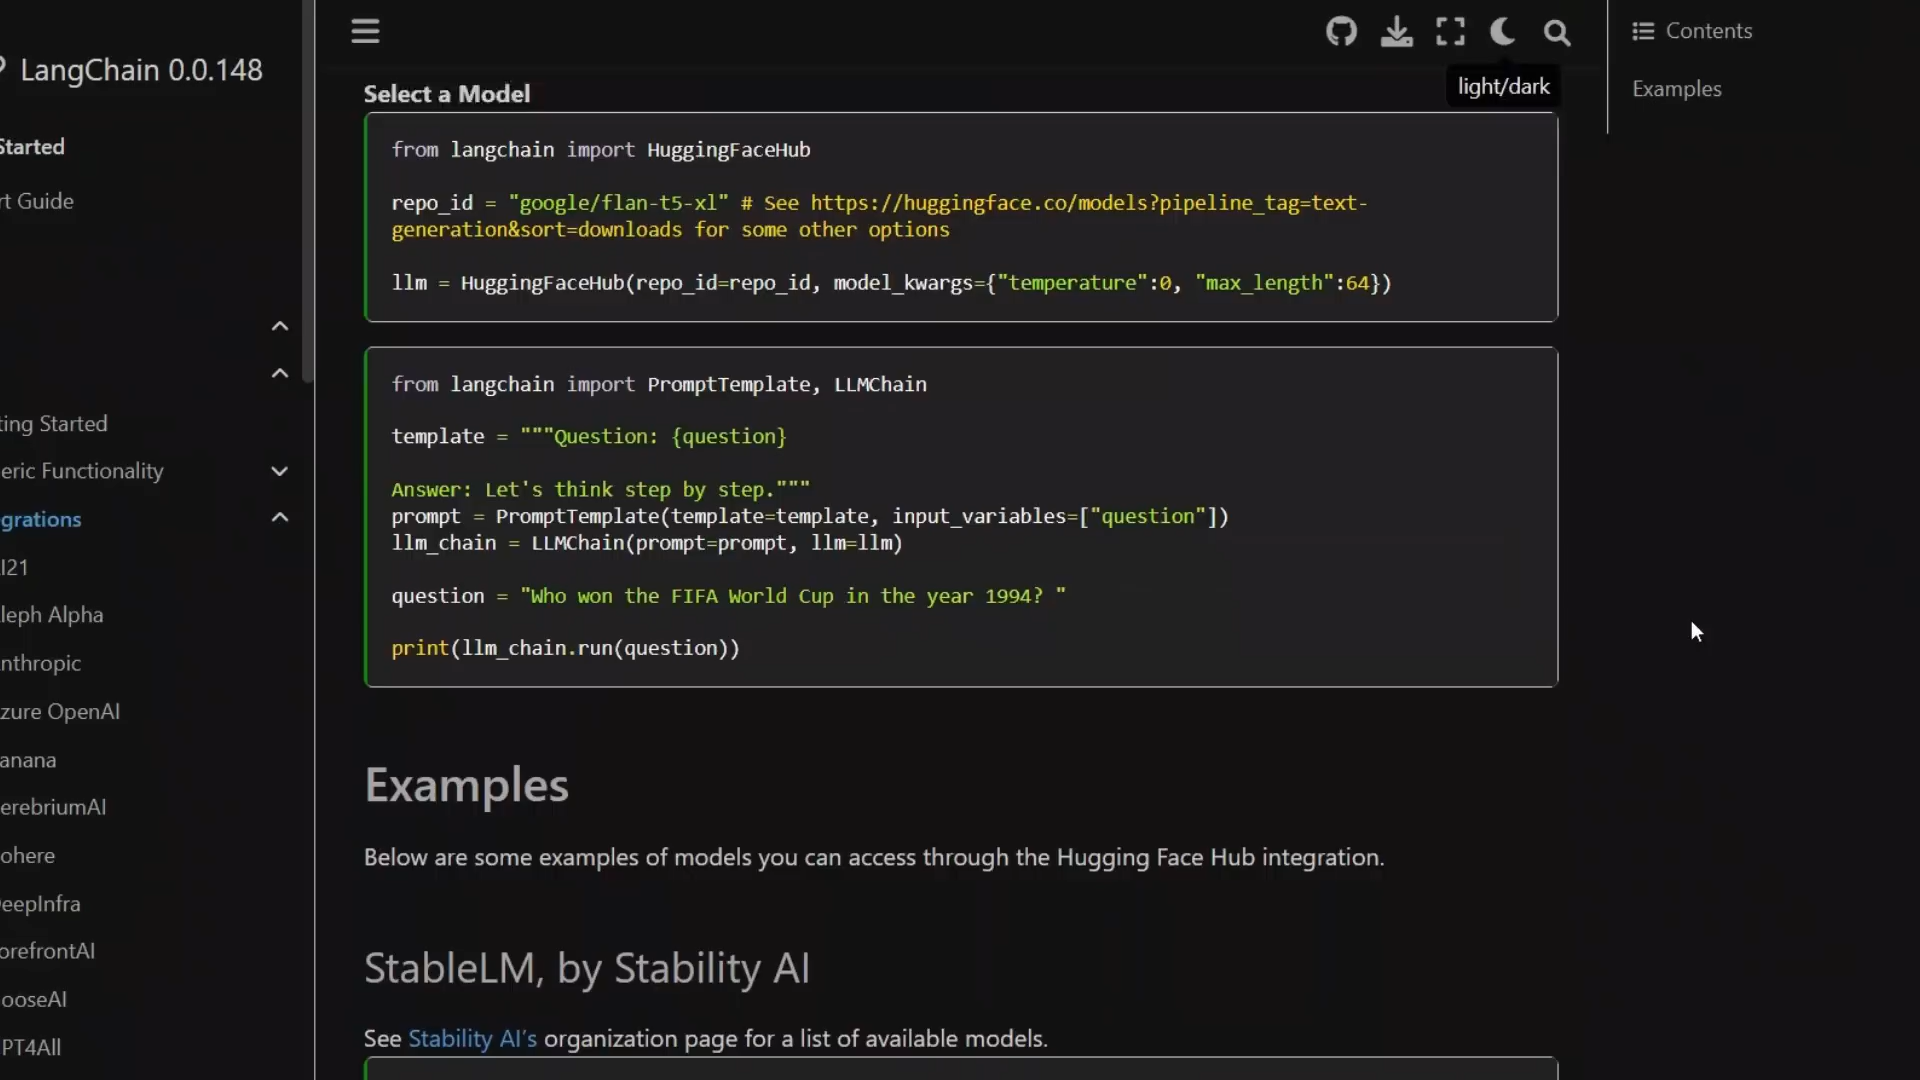 LangChain 0.0.148
Started
rt Guide
ting Started
eric Functionality
grations
I21
leph Alpha
nthropic
zure OpenAI
anana
erebriumAI
ohere
eepInfra
orefrontAI
ooseAI
PT4All
light/dark
Select a Model
from langchain import HuggingFaceHub
repo_id = "google/flan-t5-xl" # See https://huggingface.co/models?pipeline_tag=text-
generation&sort=downloads for some other options
llm = HuggingFaceHub(repo_id=repo_id, model_kwargs={"temperature":0, "max_length":64})
from langchain import PromptTemplate, LLMChain
template = """Question: {question}
Answer: Let's think step by step."""
prompt = PromptTemplate(template=template, input_variables=["question"])
llm_chain = LLMChain(prompt=prompt, llm=llm)
question = "Who won the FIFA World Cup in the year 1994? "
print(llm_chain.run(question))
Examples
Below are some examples of models you can access through the Hugging Face Hub integration.
StableLM, by Stability AI
See Stability AI's organization page for a list of available models.
Contents
Examples